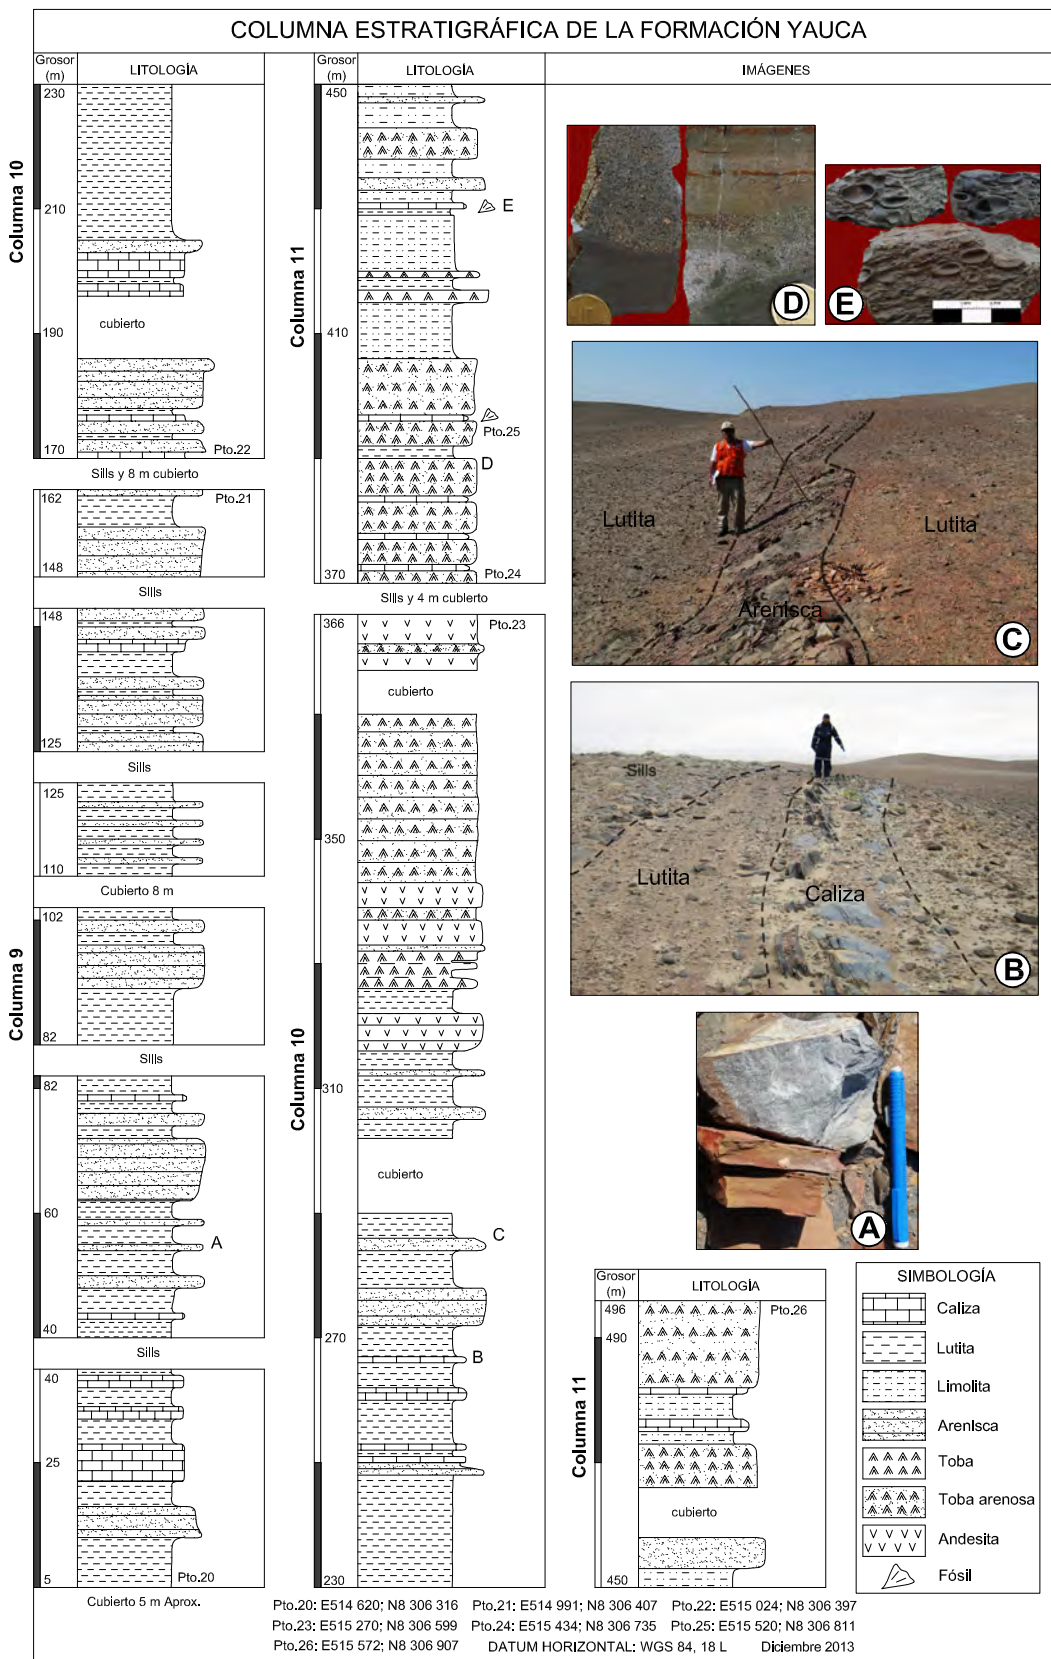 COLUMNA ESTRATIGRÁFICA DE LA FORMACIÓN YAUCA
Grosor
(m)
LITOLOGÍA
Columna 10
230
210
cubierto
190
170
Pto.22
Sills y 8 m cubierto
162
Pto.21
148
Sills
148
125
Sills
125
110
Cubierto 8 m
Columna 9
102
82
Sills
82
60
A
40
Sills
40
25
5
Pto.20
Cubierto 5 m Aprox.
Grosor
(m)
LITOLOGÍA
Columna 11
450
E
410
Pto.25
D
370
Pto.24
Sills y 4 m cubierto
366
Pto.23
cubierto
350
Columna 10
310
cubierto
C
270
B
230
IMÁGENES
D
E
Lutita
Lutita
Arenisca
C
Sills
Lutita
Caliza
B
A
Grosor
(m)
LITOLOGÍA
Columna 11
496
Pto.26
490
cubierto
450
SIMBOLOGÍA
Caliza
Lutita
Limolita
Arenisca
Toba
Toba arenosa
Andesita
Fósil
Pto.20: E514 620; N8 306 316 Pto.21: E514 991; N8 306 407 Pto.22: E515 024; N8 306 397
Pto.23: E515 270; N8 306 599 Pto.24: E515 434; N8 306 735 Pto.25: E515 520; N8 306 811
Pto.26: E515 572; N8 306 907 DATUM HORIZONTAL: WGS 84, 18 L Diciembre 2013